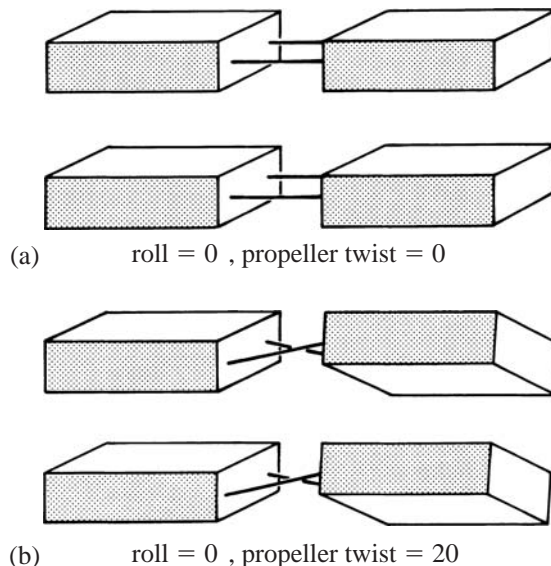 (a) roll = 0 , propeller twist = 0
(b) roll = 0 , propeller twist = 20